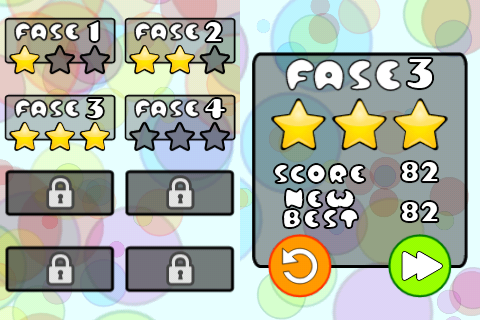 FASE 1
FASE 2
FASE 3
FASE 4
FASE 3
SCORE 82
NEW
BEST 82